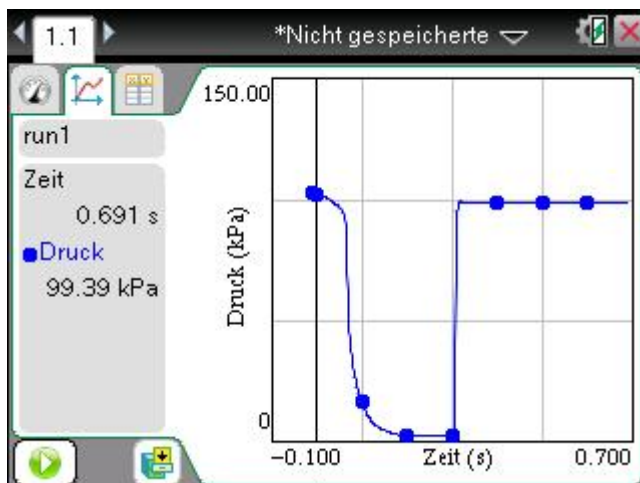 1.1
*Nicht gespeicherte
run1
Zeit
0.691 s
Druck
99.39 kPa
150.00
Druck (kPa)
0
-0.100 Zeit (s) 0.700